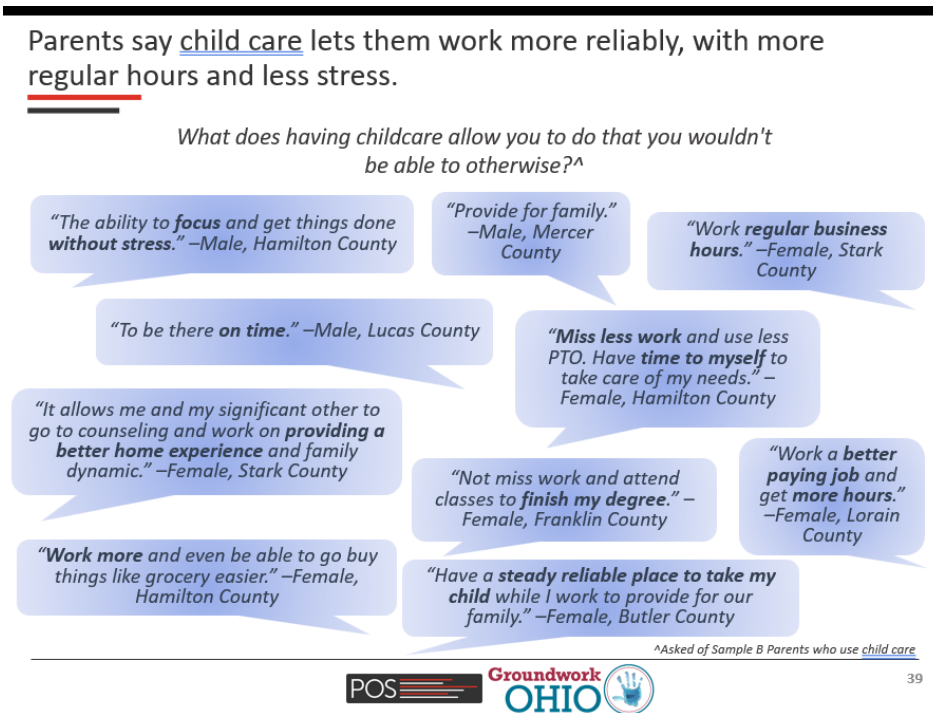 Parents say child care lets them work more reliably, with more
regular hours and less stress.
What does having childcare allow you to do that you wouldn't
be able to otherwise?^
“The ability to focus and get things done
without stress.” –Male, Hamilton County
“Provide for family.”
–Male, Mercer
County
“Work regular business
hours.” –Female, Stark
County
“To be there on time.” –Male, Lucas County
“Miss less work and use less
PTO. Have time to myself to
take care of my needs.” –
Female, Hamilton County
“It allows me and my significant other to
go to counseling and work on providing a
better home experience and family
dynamic.” –Female, Stark County
“Not miss work and attend
classes to finish my degree.” –
Female, Franklin County
“Work a better
paying job and
get more hours.”
–Female, Lorain
County
“Work more and even be able to go buy
things like grocery easier.” –Female,
Hamilton County
“Have a steady reliable place to take my
child while I work to provide for our
family.” –Female, Butler County
^Asked of Sample B Parents who use child care
POS
Groundwork
OHIO
39